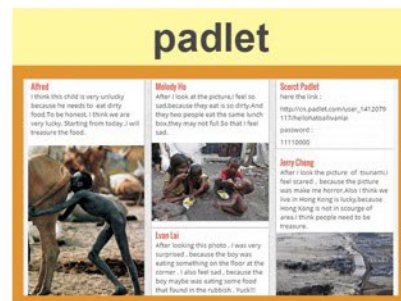 padlet
Alfred
I think this child is very unlucky
because he needs to eat dirty
food.To be honest, I think we are
very lucky. Starting from today ,I will
treasure the food.
Melody Ho
After I look at the picture,I feel so
sad.because they eat is so dirty.And
they two people eat the same lunch
box,they may not full.So that I feel
sad.
Evan Lui
After looking this photo , I was very
surprised . because the boy was
eating something on the floor at the
corner . I also feel sad , because the
boy maybe was eating some food
that found in the rubbish . Yuck!!!
Scerct Padlet
here the link :
password :
11110000
Jerry Cheng
After I look the picture of tsunami,I
feel scared , because the picture
was make me horror.Also I think we
live in Hong Kong is lucky,because
Hong Kong is not in scourge of
area.I think people need to be
treasure.